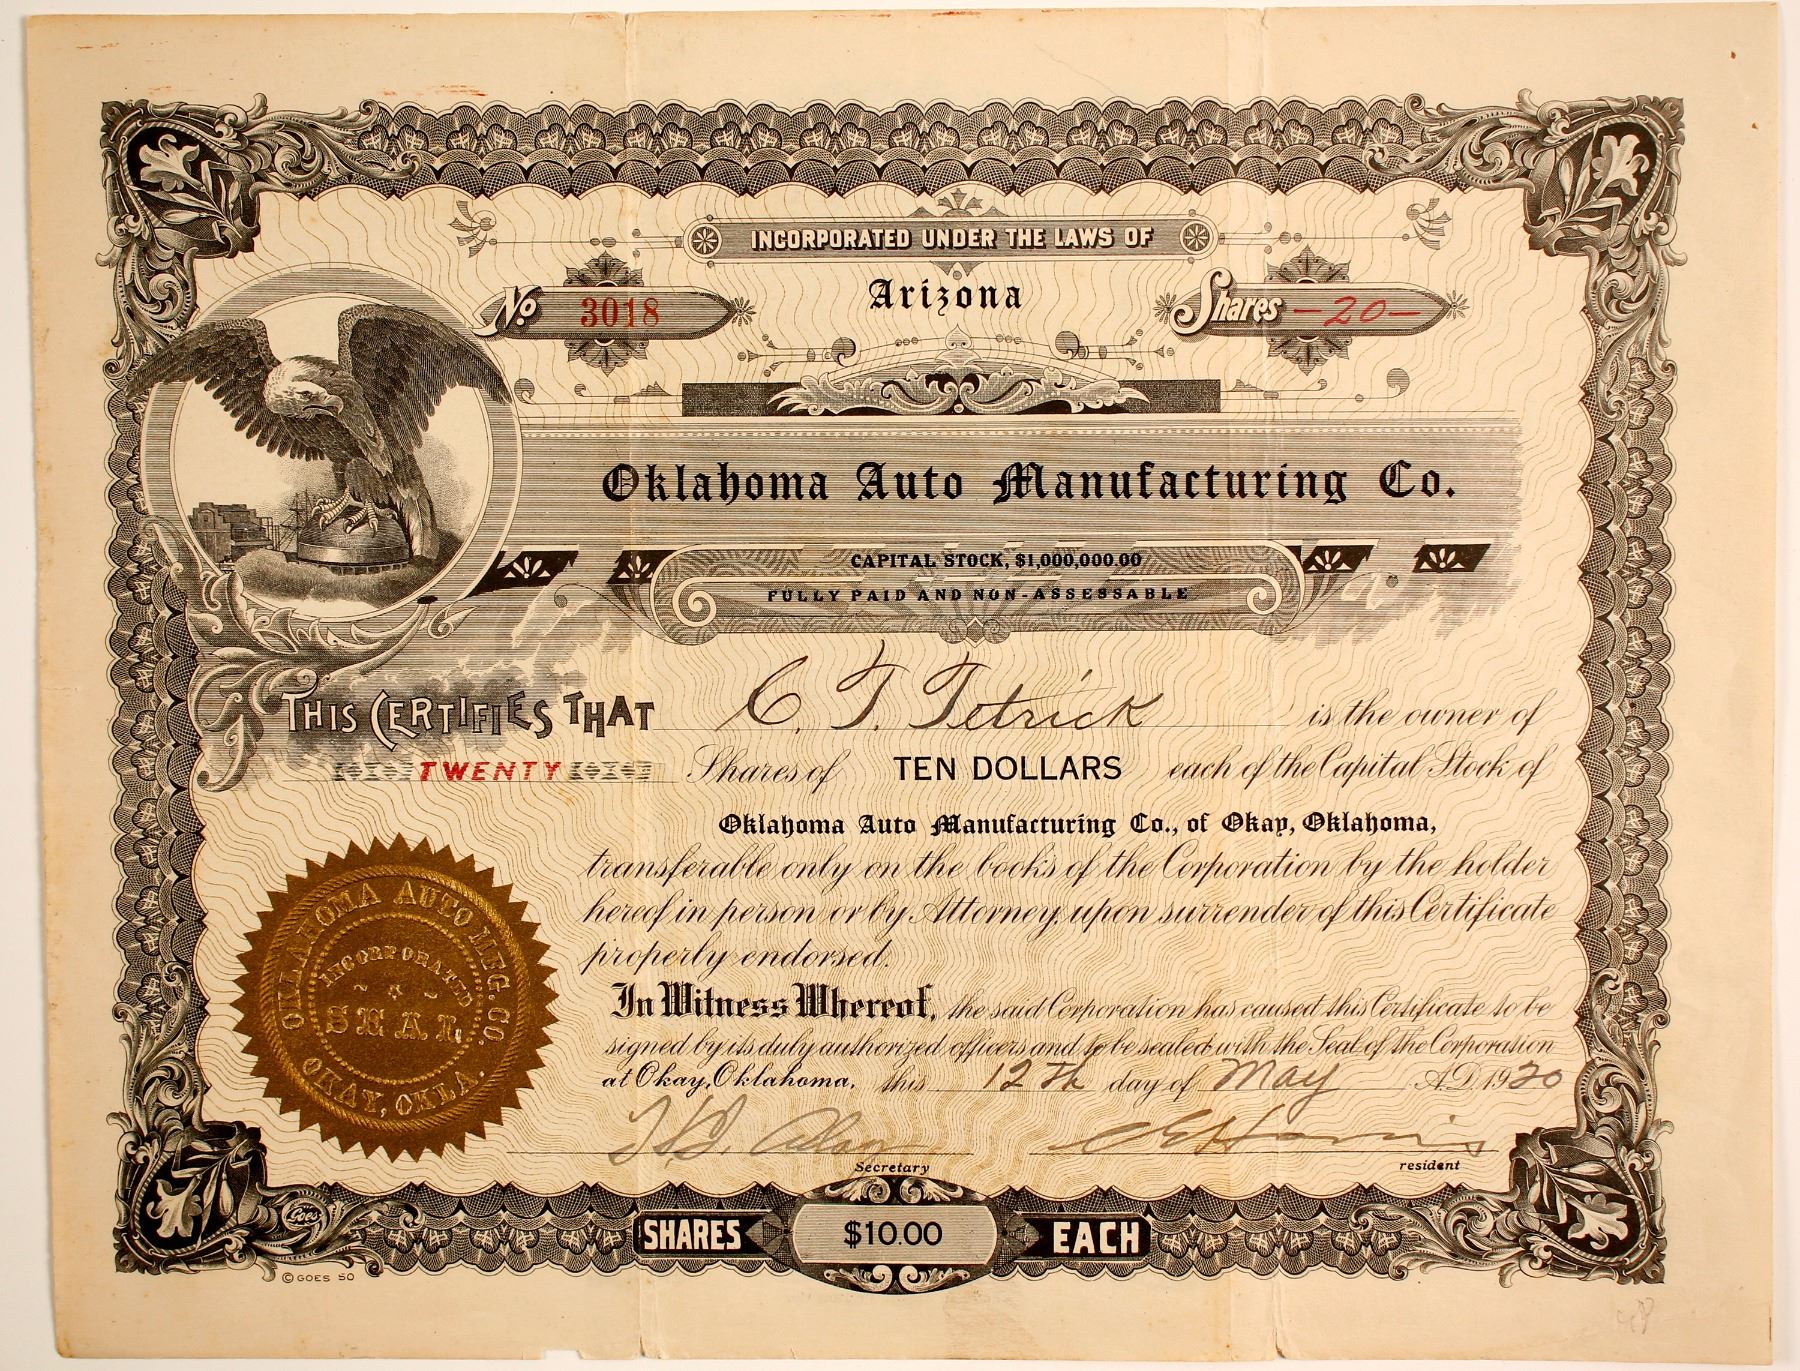 INCORPORATED UNDER THE LAWS OF
Arizona
No. 3018
Shares -20-
Oklahoma Auto Manufacturing Co.
CAPITAL STOCK, $1,000,000.00
FULLY PAID AND NON-ASSESSABLE
THIS CERTIFIES THAT C. T. Tetrick is the owner of
TWENTY Shares of TEN DOLLARS each of the Capital Stock of
Oklahoma Auto Manufacturing Co., of Okay, Oklahoma,
transferable only on the books of the Corporation by the holder
hereof in person or by Attorney, upon surrender of this Certificate
properly endorsed.
In Witness Whereof, the said Corporation has caused this Certificate to be
signed by its duly authorized officers and to be sealed with the Seal of the Corporation
at Okay, Oklahoma, this 12th day of May A.D. 1920
OKLAHOMA AUTO MFG. CO.
INCORPORATED
SEAL
OKAY, OKLA.
C E Harris
Secretary
resident
SHARES $10.00 EACH
Goes
© GOES 50